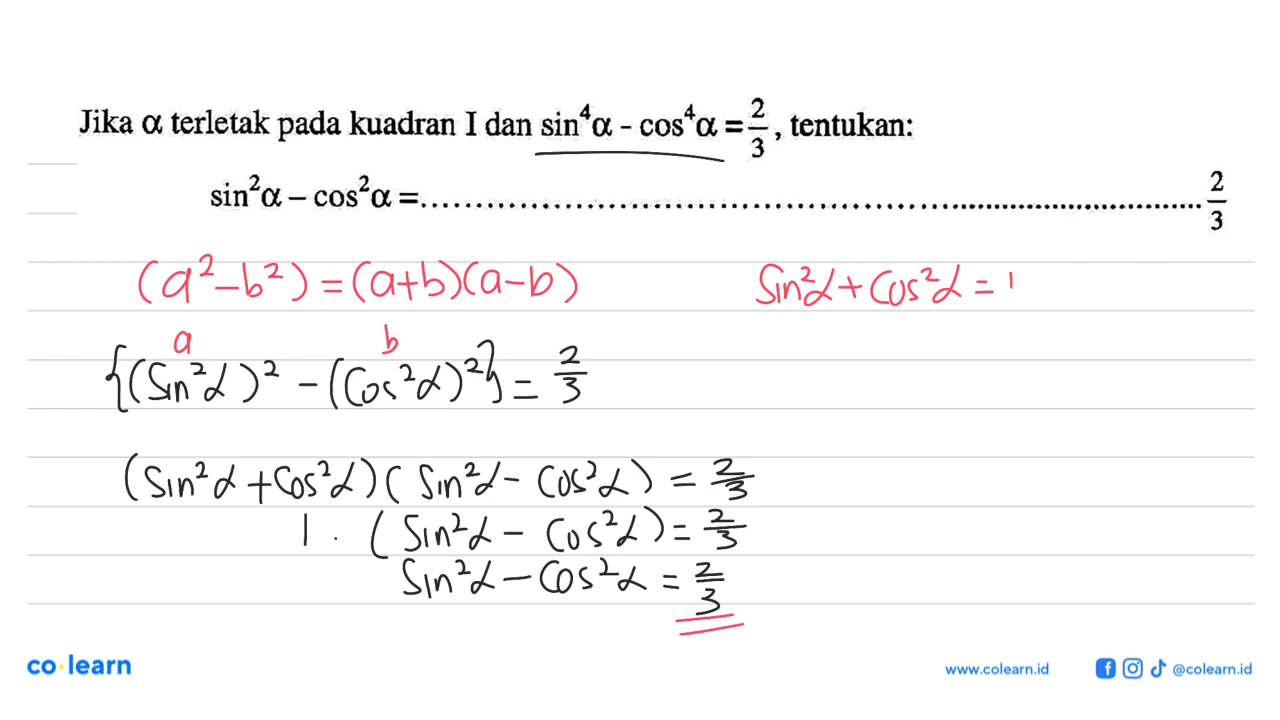 Jika α terletak pada kuadran I dan sin⁴α - cos⁴α = 2/3, tentukan:
sin²α – cos²α = ........................................................................ 2/3
(a² – b²) = (a+b)(a–b)
Sin²α + Cos²α = 1
a b
{(Sin²α)² – (Cos²α)²} = 2/3
(Sin²α + Cos²α)(Sin²α – Cos²α) = 2/3
1 . (Sin²α – Cos²α) = 2/3
Sin²α – Cos²α = 2/3
co·learn
www.colearn.id
@colearn.id